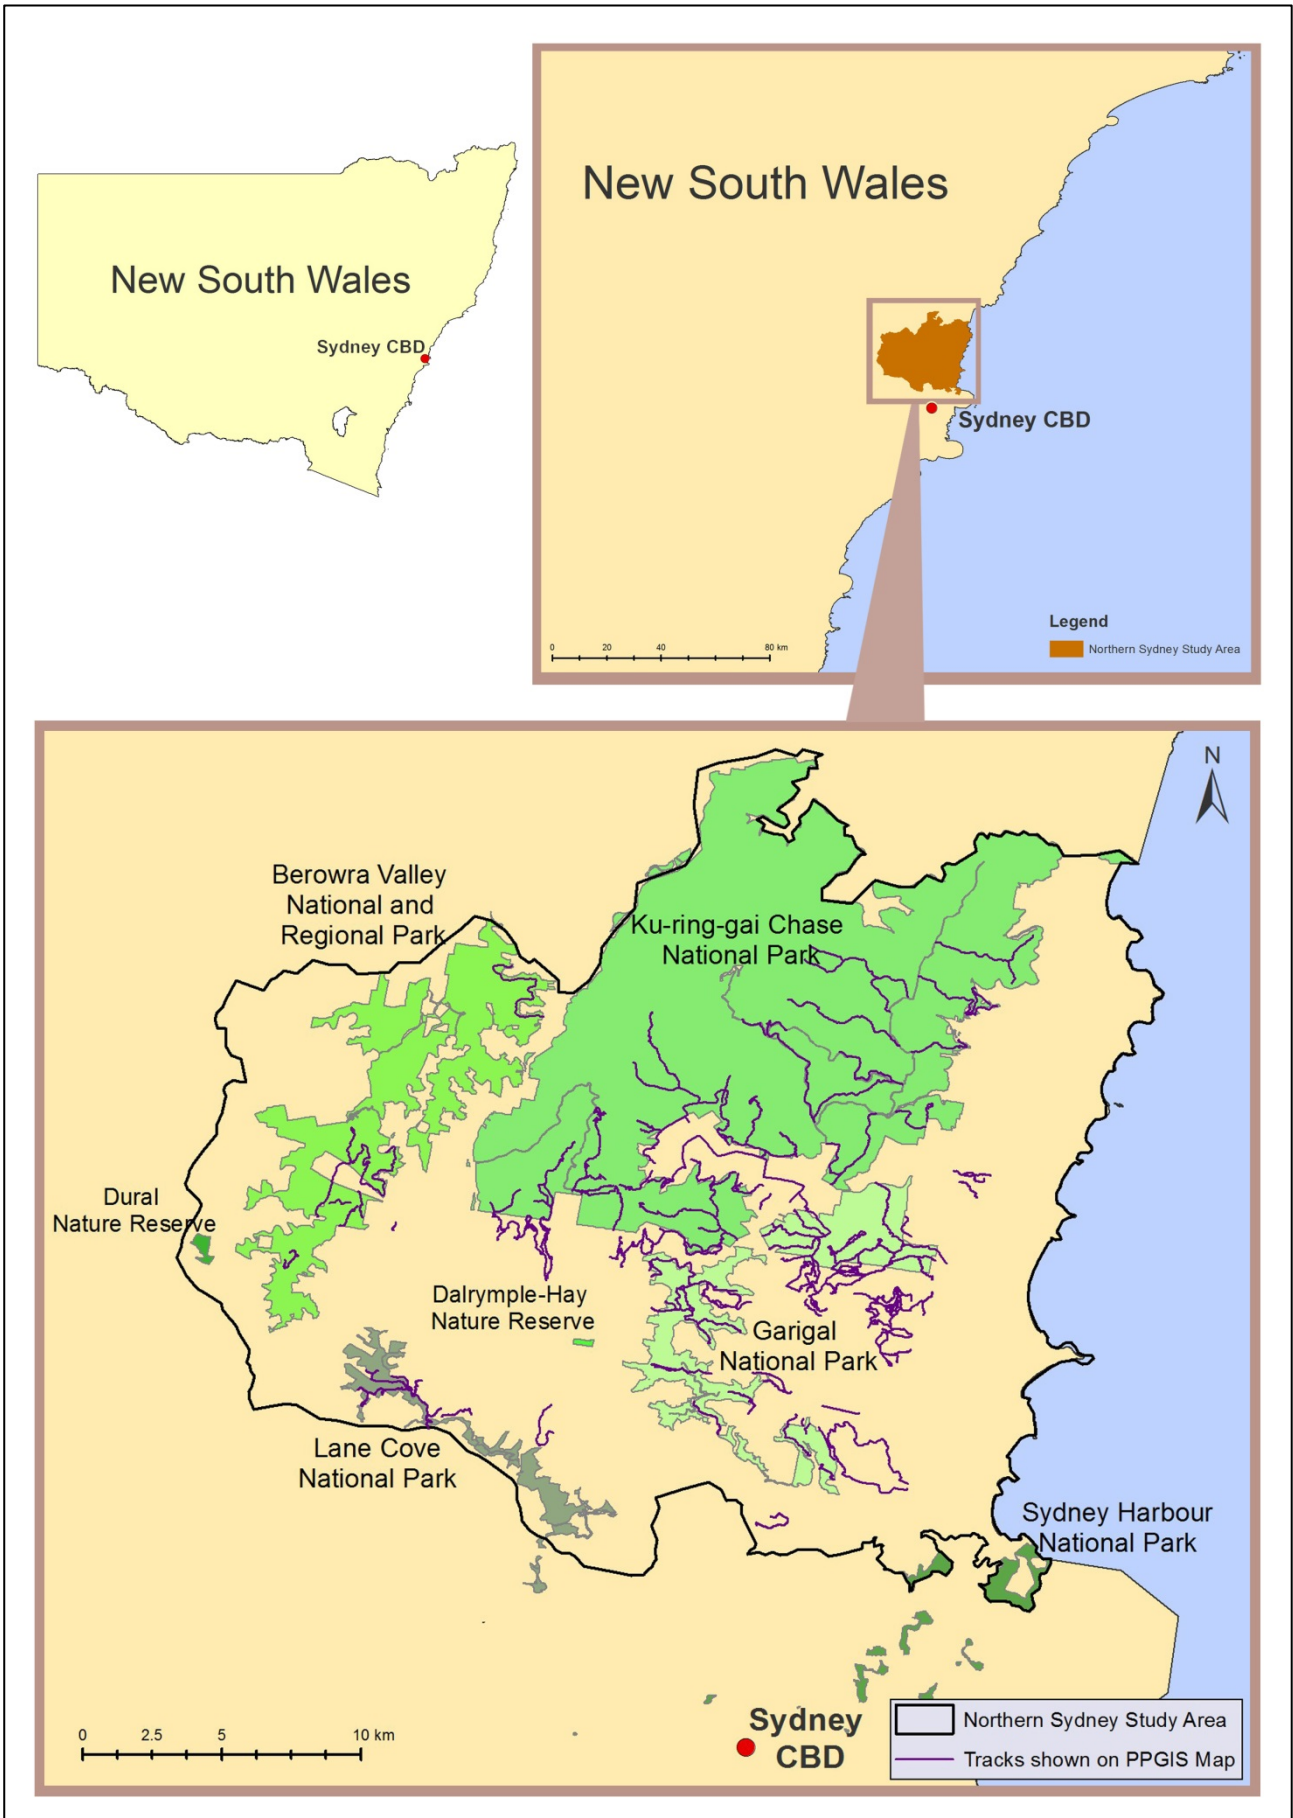 New South Wales
Sydney CBD
New South Wales
Sydney CBD
Legend
Northern Sydney Study Area
0 20 40 80 km
N
Berowra Valley
National and
Regional Park
Ku-ring-gai Chase
National Park
Dural
Nature Reserve
Dalrymple-Hay
Nature Reserve
Garigal
National Park
Lane Cove
National Park
Sydney Harbour
National Park
Sydney
CBD
0 2.5 5 10 km
Northern Sydney Study Area
Tracks shown on PPGIS Map